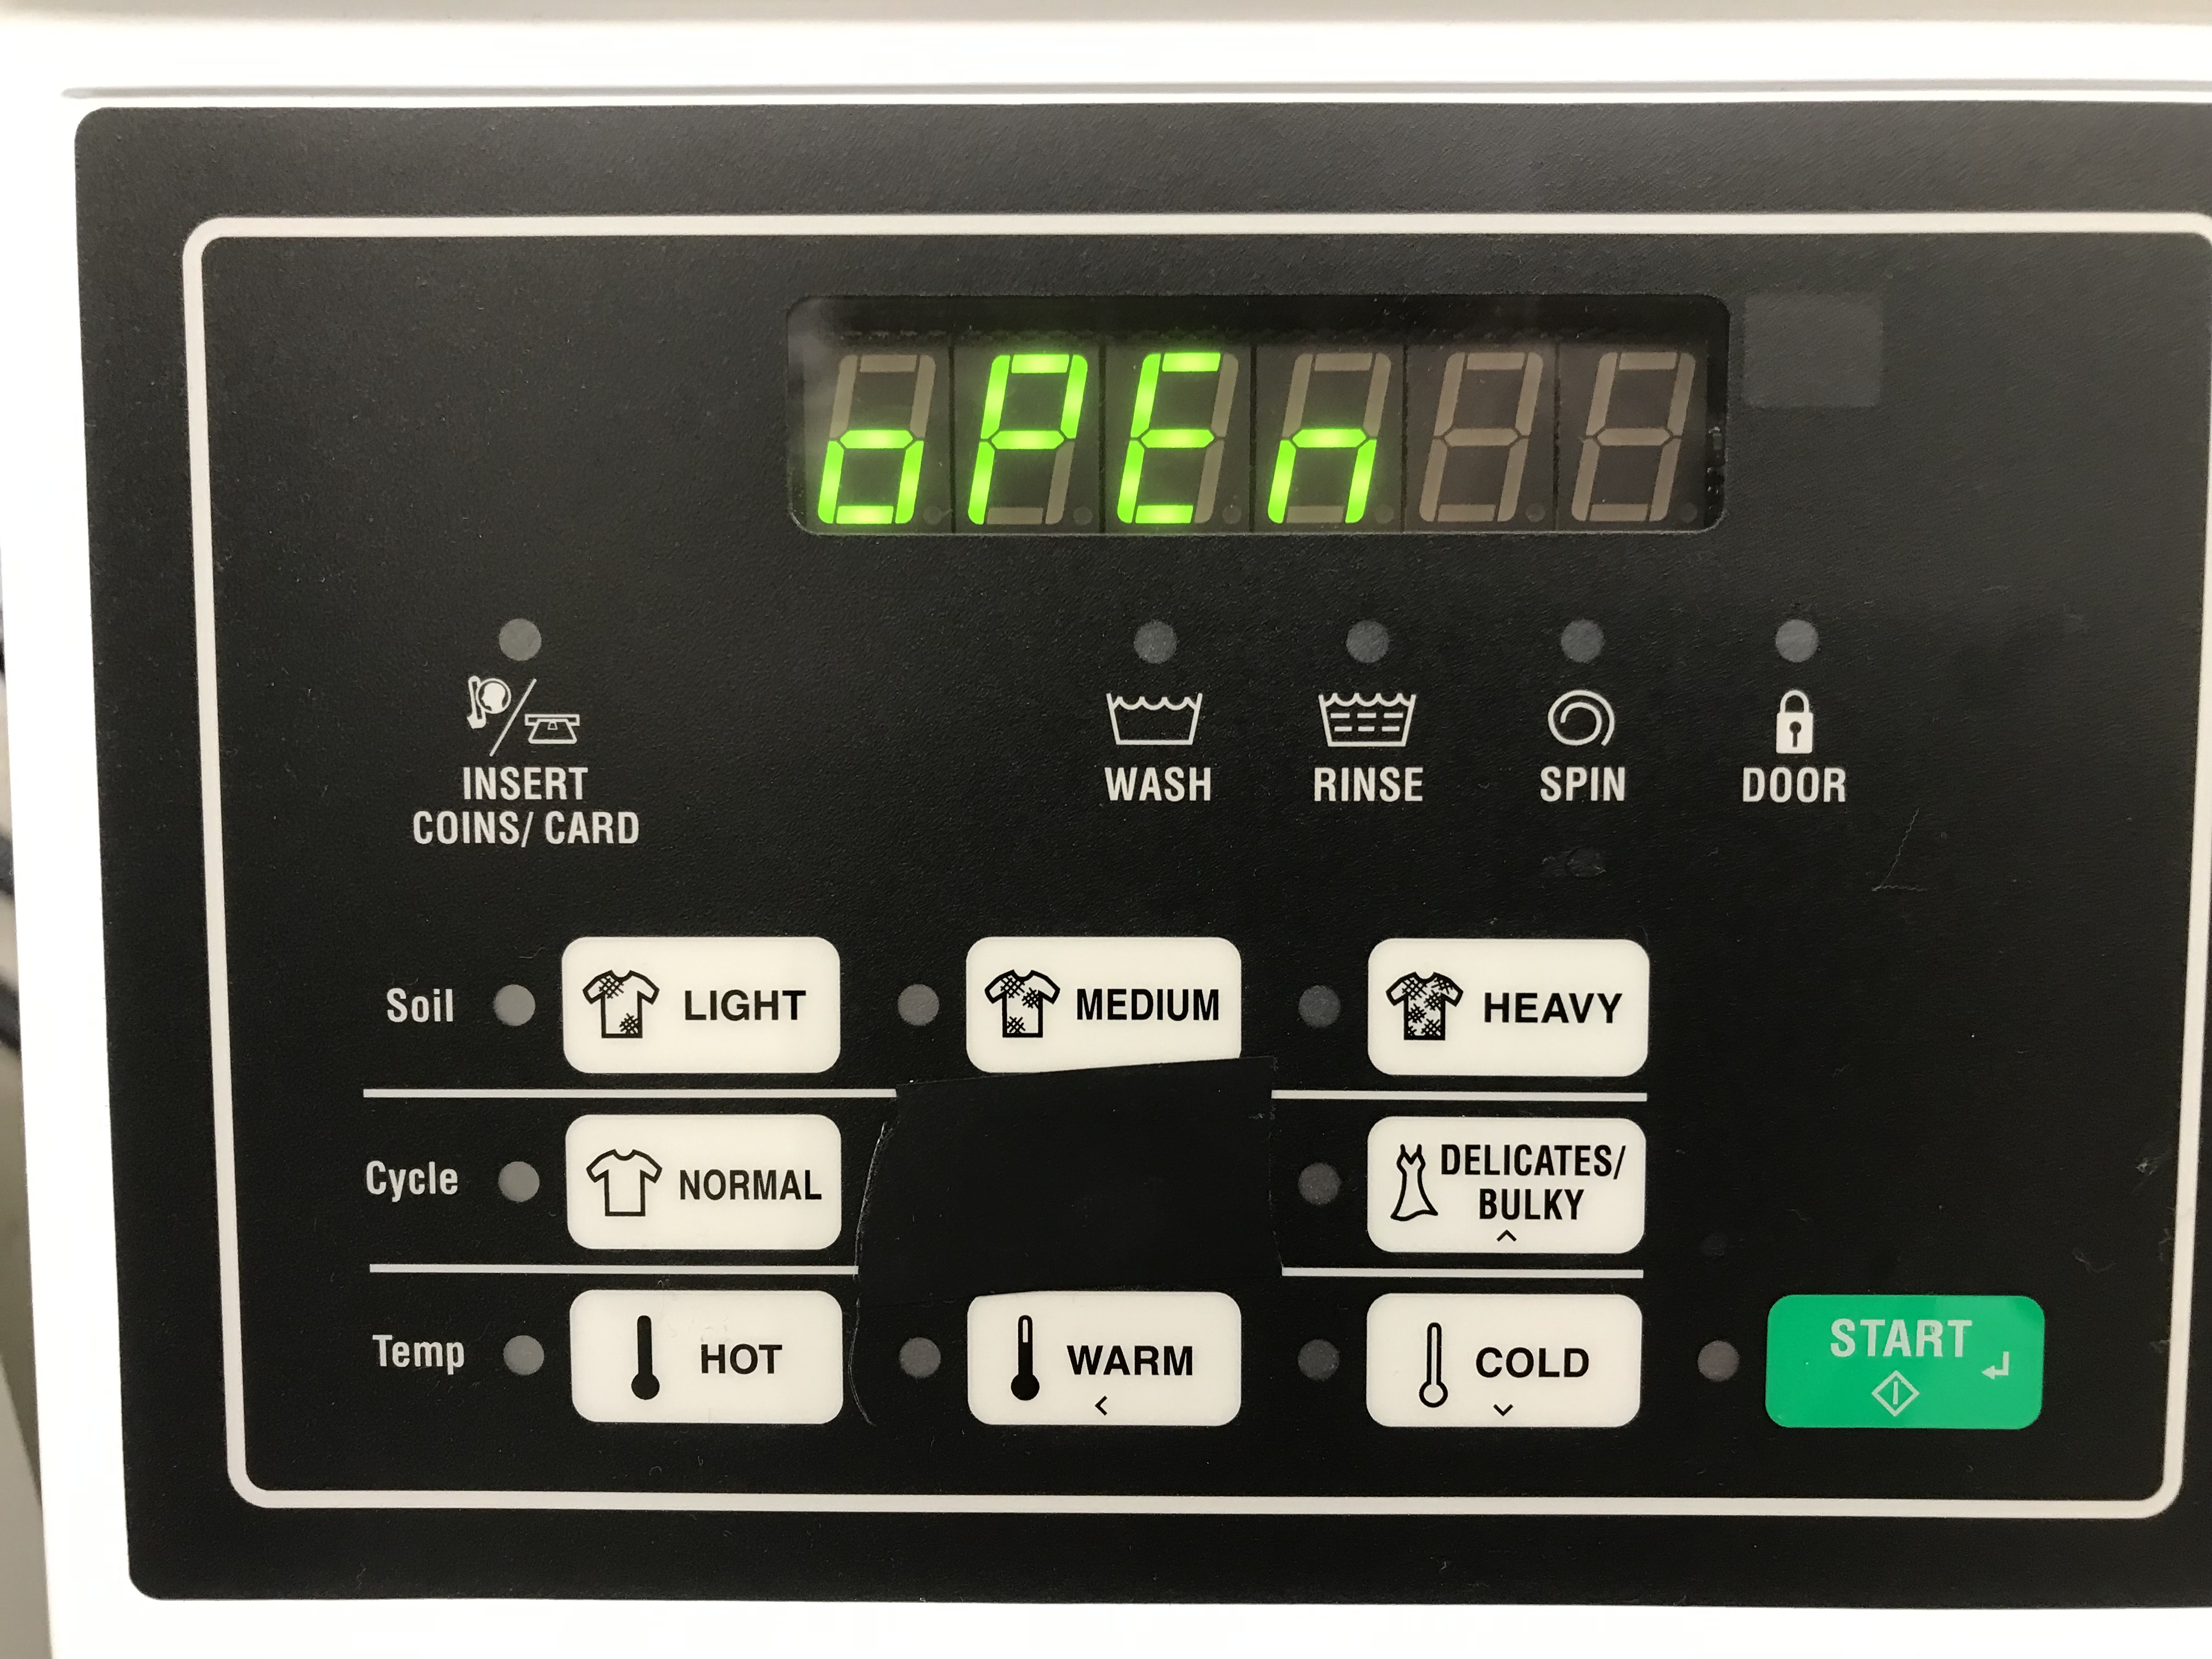 oPEn
INSERT
COINS/ CARD
WASH
RINSE
SPIN
DOOR
Soil
LIGHT
MEDIUM
HEAVY
Cycle
NORMAL
DELICATES/
BULKY
Temp
HOT
WARM
COLD
START